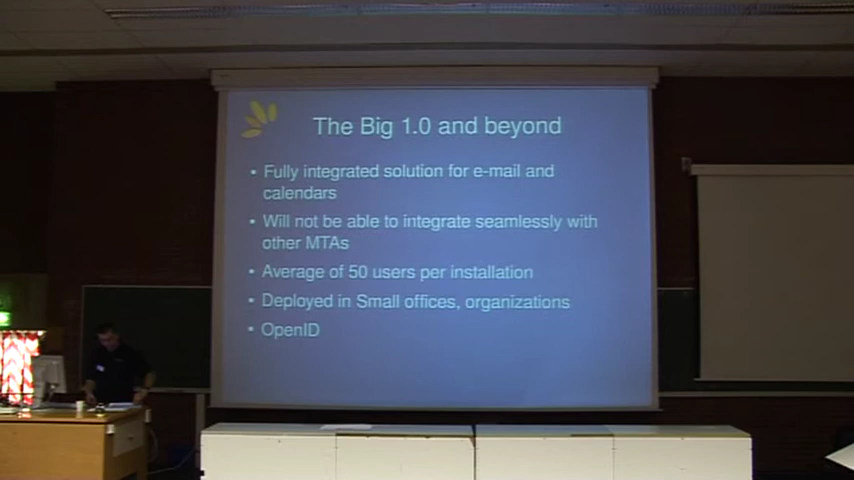 The Big 1.0 and beyond
• Fully integrated solution for e-mail and
calendars
• Will not be able to integrate seamlessly with
other MTAs
• Average of 50 users per installation
• Deployed in Small offices, organizations
• OpenID